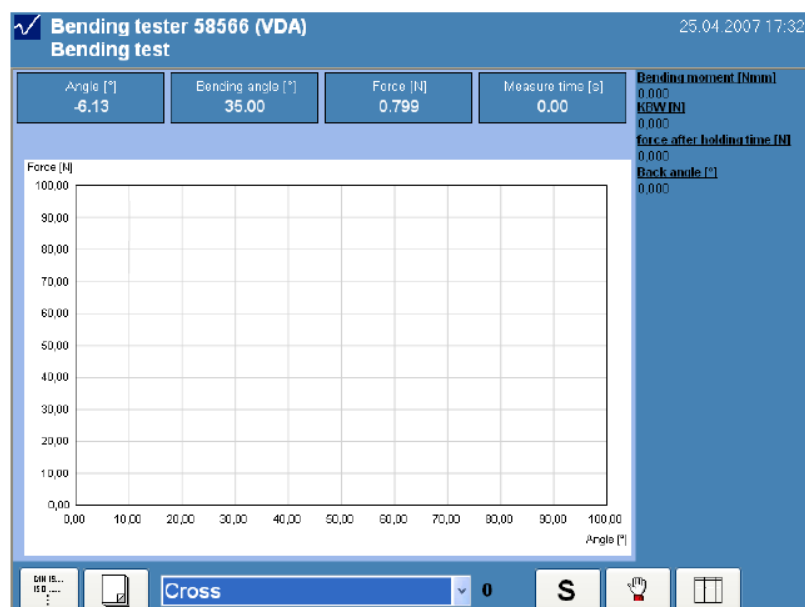 Bending tester 58566 (VDA)
Bending test
25.04.2007 17:32
Angle [°]
-6.13
Bending angle [°]
35.00
Force [N]
0.799
Measure time [s]
0.00
Bending moment [Nmm]
0,000
KBW [N]
0,000
force after holding time [N]
0,000
Back angle [°]
0,000
Force [N]
100,00
90,00
80,00
70,00
60,00
50,00
40,00
30,00
20,00
10,00
0,00
0,00 10,00 20,00 30,00 40,00 50,00 60,00 70,00 80,00 90,00 100,00
Angle [°]
DIN IS...
ISO .....
Cross
0
S